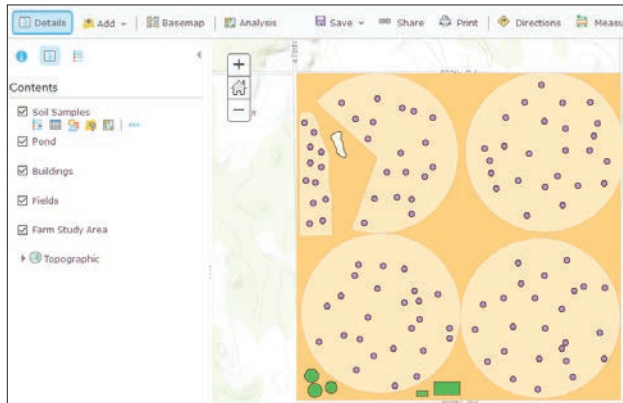 Details Add Basemap Analysis Save Share Print Directions Measu
Contents
Soil Samples
Pond
Buildings
Fields
Farm Study Area
Topographic